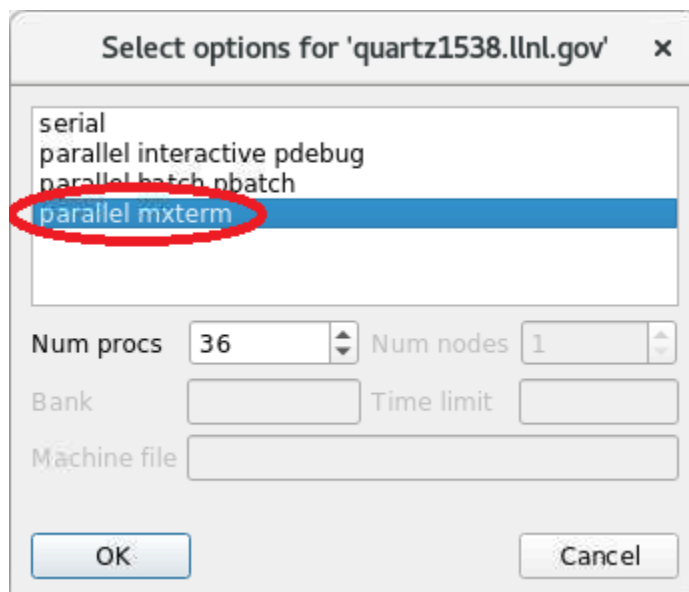 Select options for 'quartz1538.llnl.gov' ×
serial
parallel interactive pdebug
parallel batch pbatch
parallel mxterm
Num procs 36 Num nodes 1
Bank Time limit
Machine file
OK Cancel